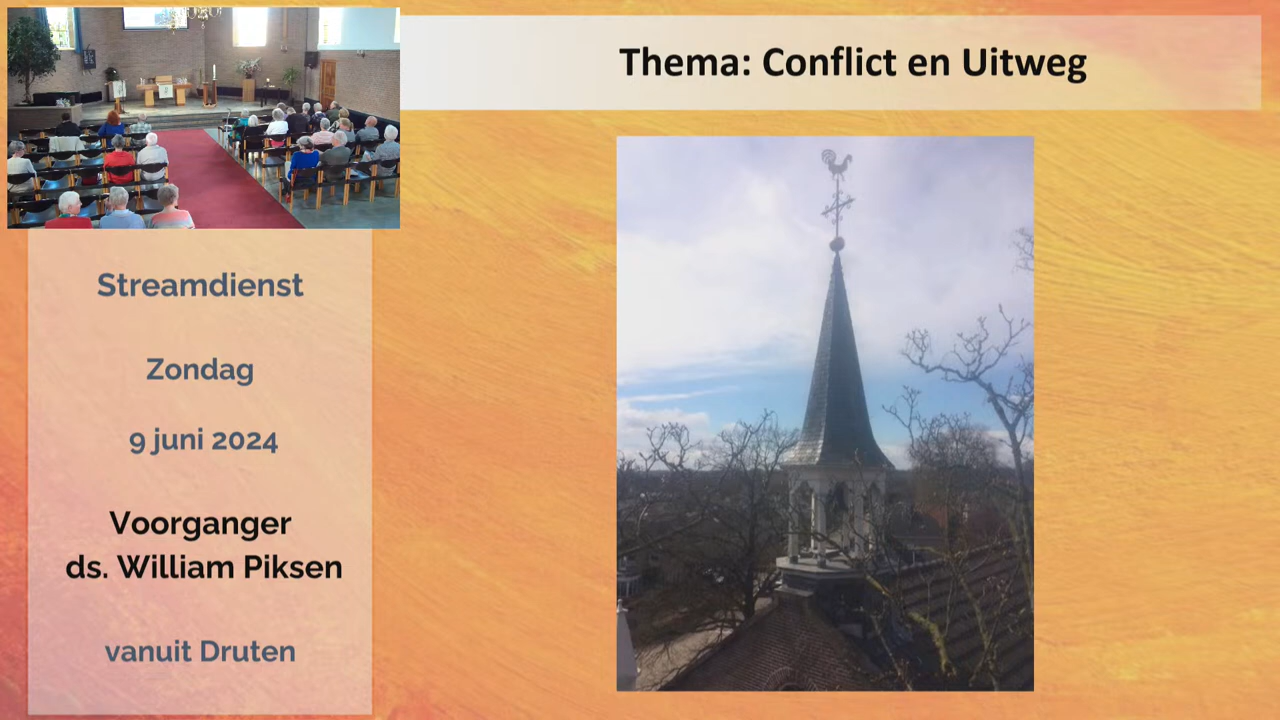 Thema: Conflict en Uitweg
Streamdienst
Zondag
9 juni 2024
Voorganger
ds. William Piksen
vanuit Druten